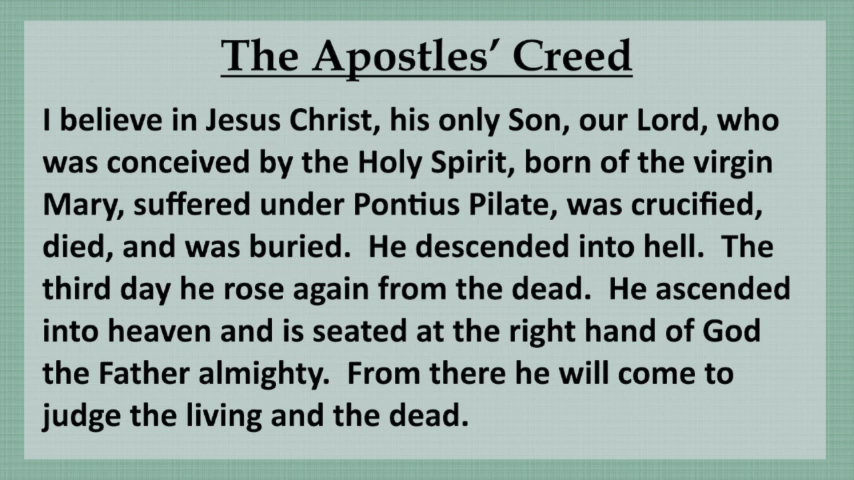 The Apostles’ Creed
I believe in Jesus Christ, his only Son, our Lord, who
was conceived by the Holy Spirit, born of the virgin
Mary, suffered under Pontius Pilate, was crucified,
died, and was buried.  He descended into hell.  The
third day he rose again from the dead.  He ascended
into heaven and is seated at the right hand of God
the Father almighty.  From there he will come to
judge the living and the dead.